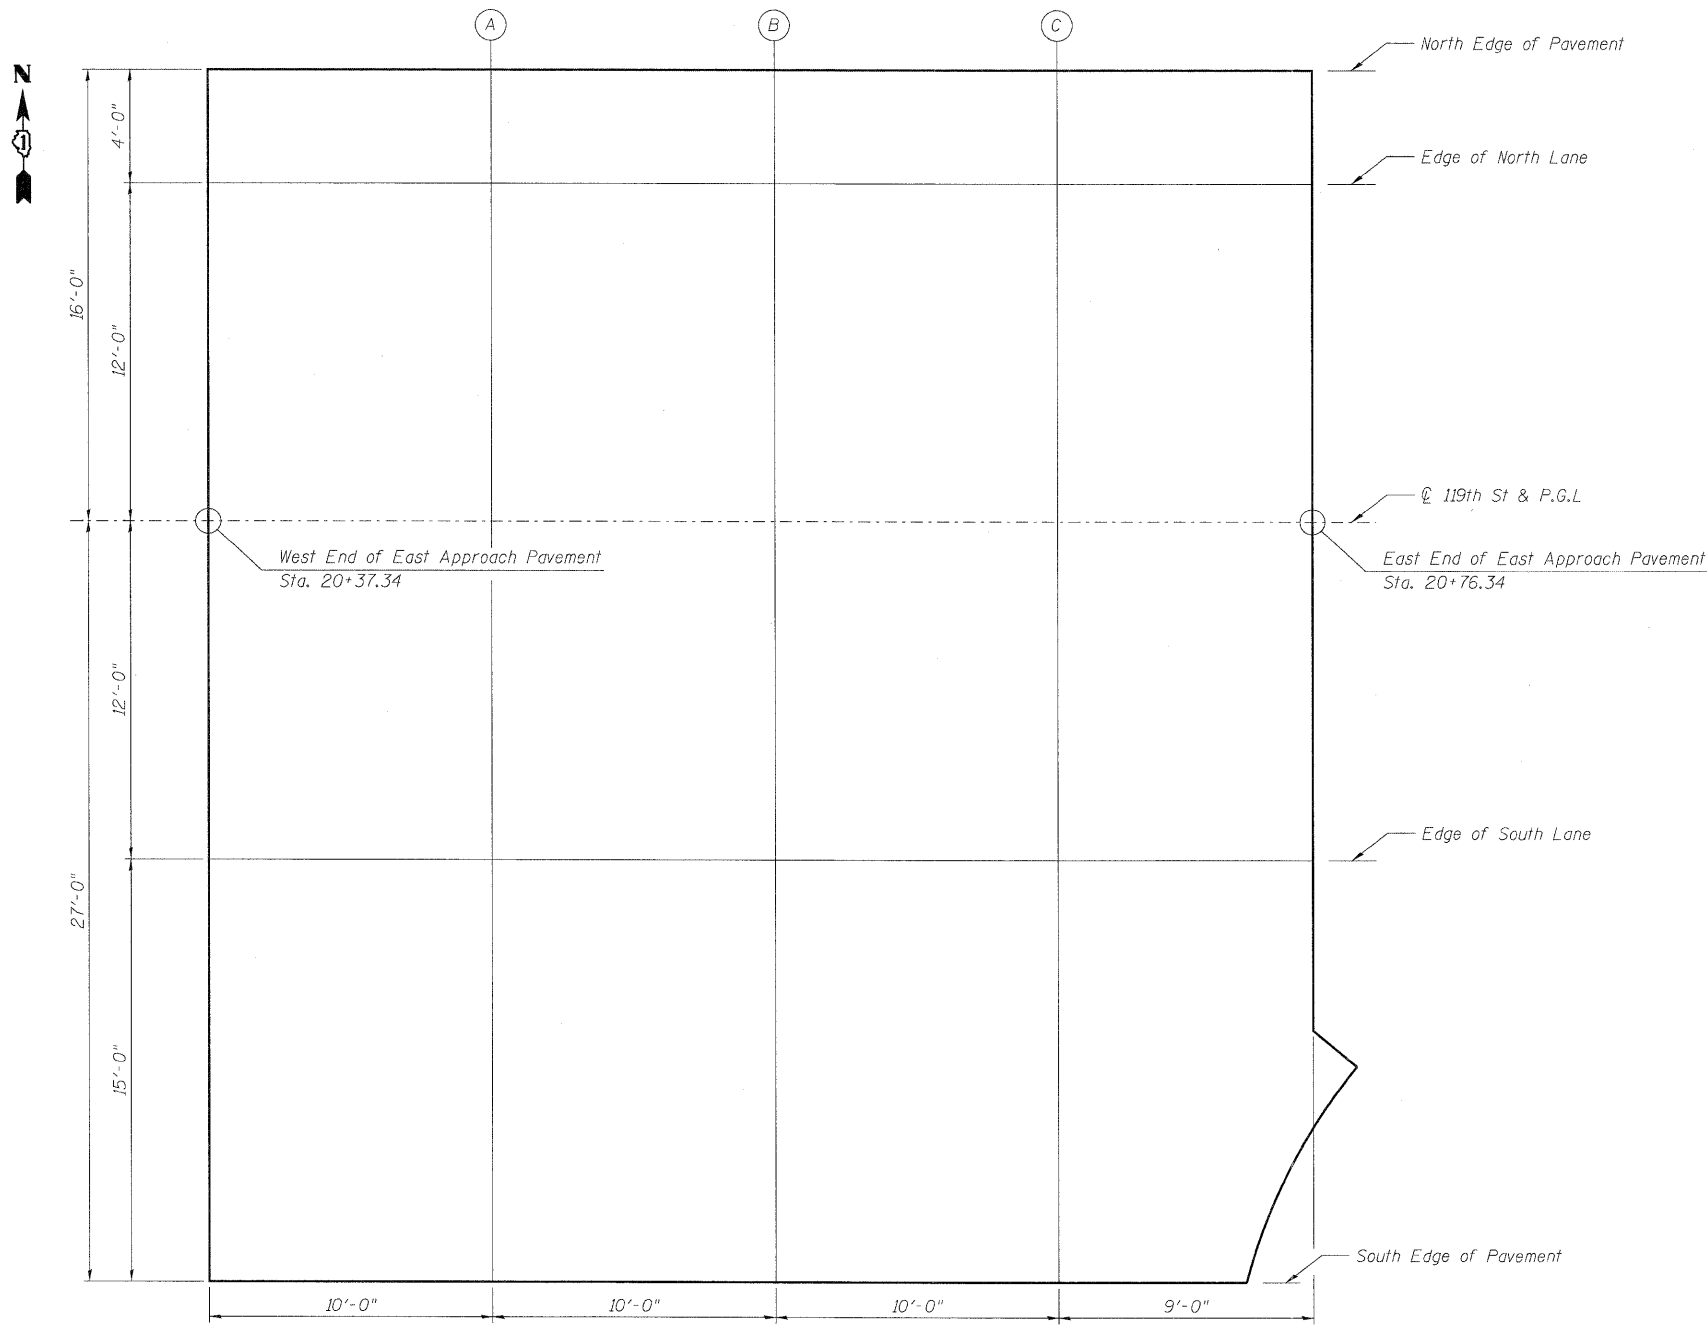 A
B
C
North Edge of Pavement
N
4'-0"
1
Edge of North Lane
16'-0"
12'-0"
℄ 119th St & P.G.L
West End of East Approach Pavement
Sta. 20+37.34
East End of East Approach Pavement
Sta. 20+76.34
12'-0"
Edge of South Lane
27'-0"
15'-0"
South Edge of Pavement
10'-0"
10'-0"
10'-0"
9'-0"